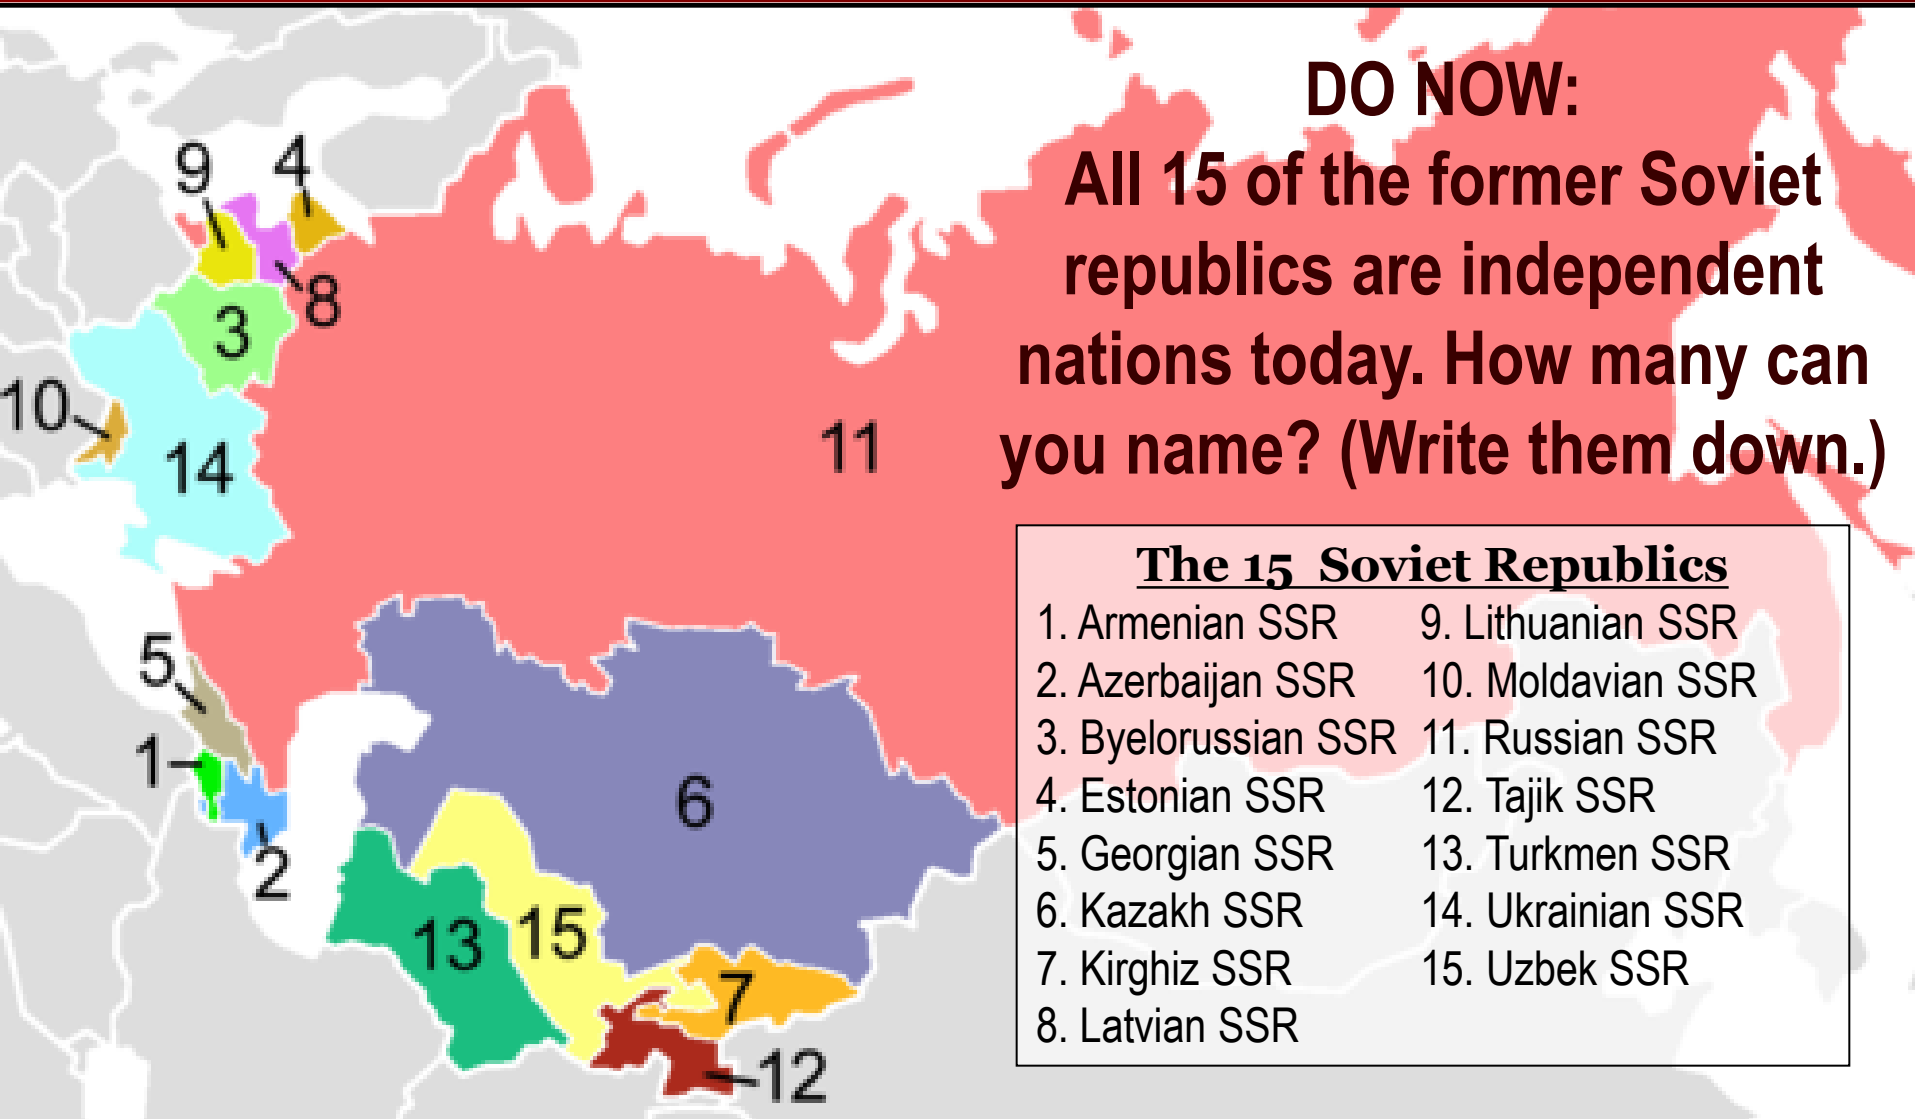 DO NOW:
All 15 of the former Soviet
republics are independent
nations today. How many can
you name? (Write them down.)
The 15 Soviet Republics
1. Armenian SSR
2. Azerbaijan SSR
3. Byelorussian SSR
4. Estonian SSR
5. Georgian SSR
6. Kazakh SSR
7. Kirghiz SSR
8. Latvian SSR
9. Lithuanian SSR
10. Moldavian SSR
11. Russian SSR
12. Tajik SSR
13. Turkmen SSR
14. Ukrainian SSR
15. Uzbek SSR
9
4
8
3
10
14
11
5
1
2
6
13
15
7
12